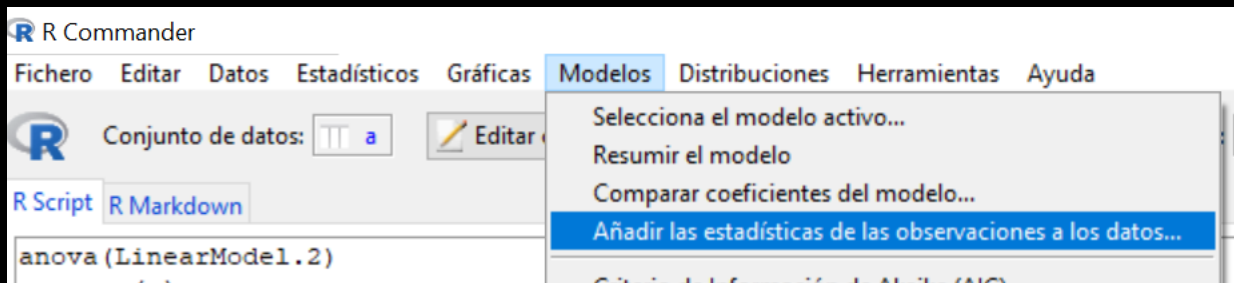 R R Commander
Fichero Editar Datos Estadísticos Gráficas Modelos Distribuciones Herramientas Ayuda
R Conjunto de datos: a Editar
Selecciona el modelo activo...
Resumir el modelo
Comparar coeficientes del modelo...
R Script R Markdown
Añadir las estadísticas de las observaciones a los datos...
anova(LinearModel.2)